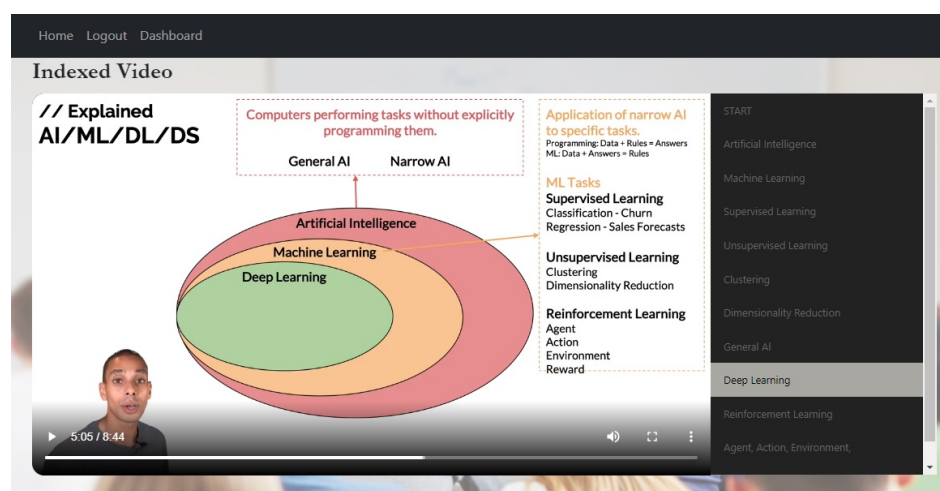 Home Logout Dashboard
Indexed Video
// Explained
AI/ML/DL/DS
Computers performing tasks without explicitly
programming them.
General AI Narrow AI
Artificial Intelligence
Machine Learning
Deep Learning
Application of narrow AI
to specific tasks.
Programming: Data + Rules = Answers
ML: Data + Answers = Rules
ML Tasks
Supervised Learning
Classification - Churn
Regression - Sales Forecasts
Unsupervised Learning
Clustering
Dimensionality Reduction
Reinforcement Learning
Agent
Action
Environment
Reward
5:05 / 8:44
START
Artificial Intelligence
Machine Learning
Supervised Learning
Unsupervised Learning
Clustering
Dimensionality Reduction
General AI
Deep Learning
Reinforcement Learning
Agent, Action, Environment,